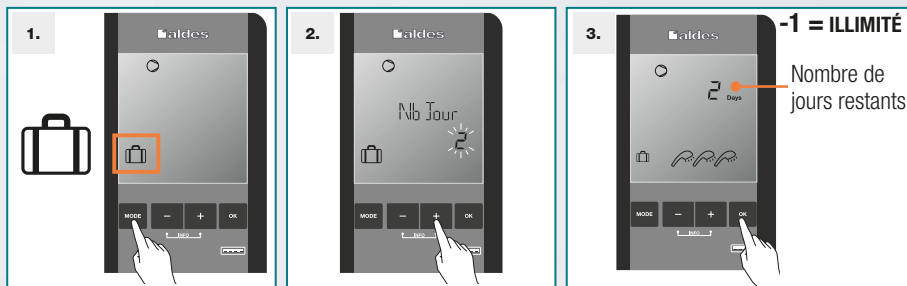 1.
aldes
MODE - + OK
INFO
2.
aldes
Nb Jour
2
MODE - + OK
INFO
3.
aldes
2 Days
MODE - + OK
INFO
-1 = ILLIMITÉ
Nombre de
jours restants